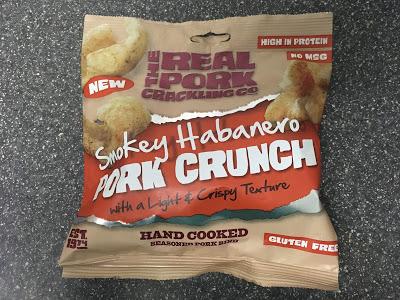 THE REAL
PORK
CRACKLING CO
HIGH IN PROTEIN
NO MSG
NEW
Smokey Habanero
PORK CRUNCH
with a Light & Crispy Texture
EST.
1974
HAND COOKED
SEASONED PORK RIND
GLUTEN FREE